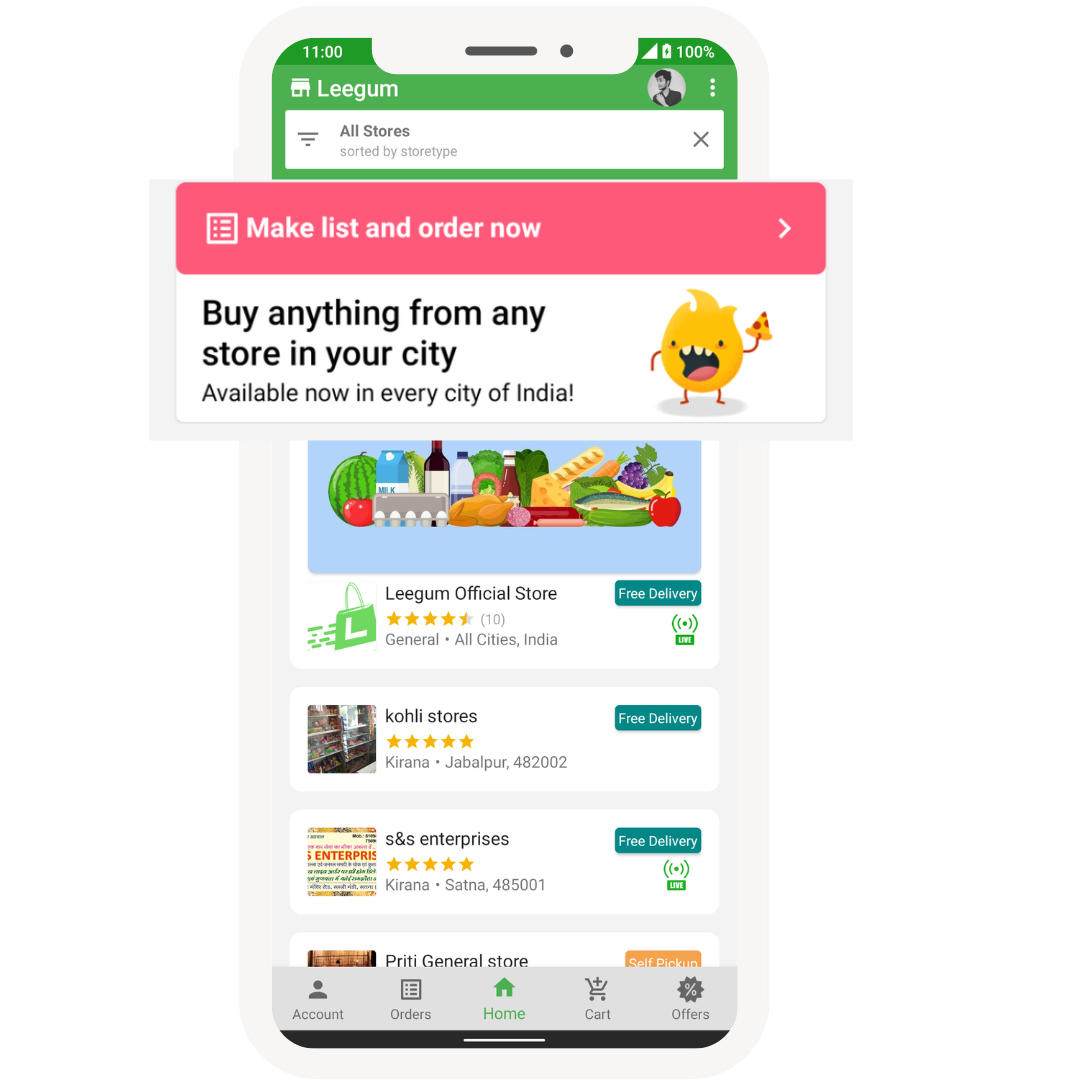 11:00
100%
Leegum
All Stores
sorted by storetype
Make list and order now
Buy anything from any
store in your city
Available now in every city of India!
MILK
Leegum Official Store
Free Delivery
(10)
General • All Cities, India
LIVE
L
kohli stores
Free Delivery
Kirana • Jabalpur, 482002
s&s enterprises
Free Delivery
Kirana • Satna, 485001
LIVE
S ENTERPRIS
Priti General store
Self Pickup
Account
Orders
Home
Cart
Offers